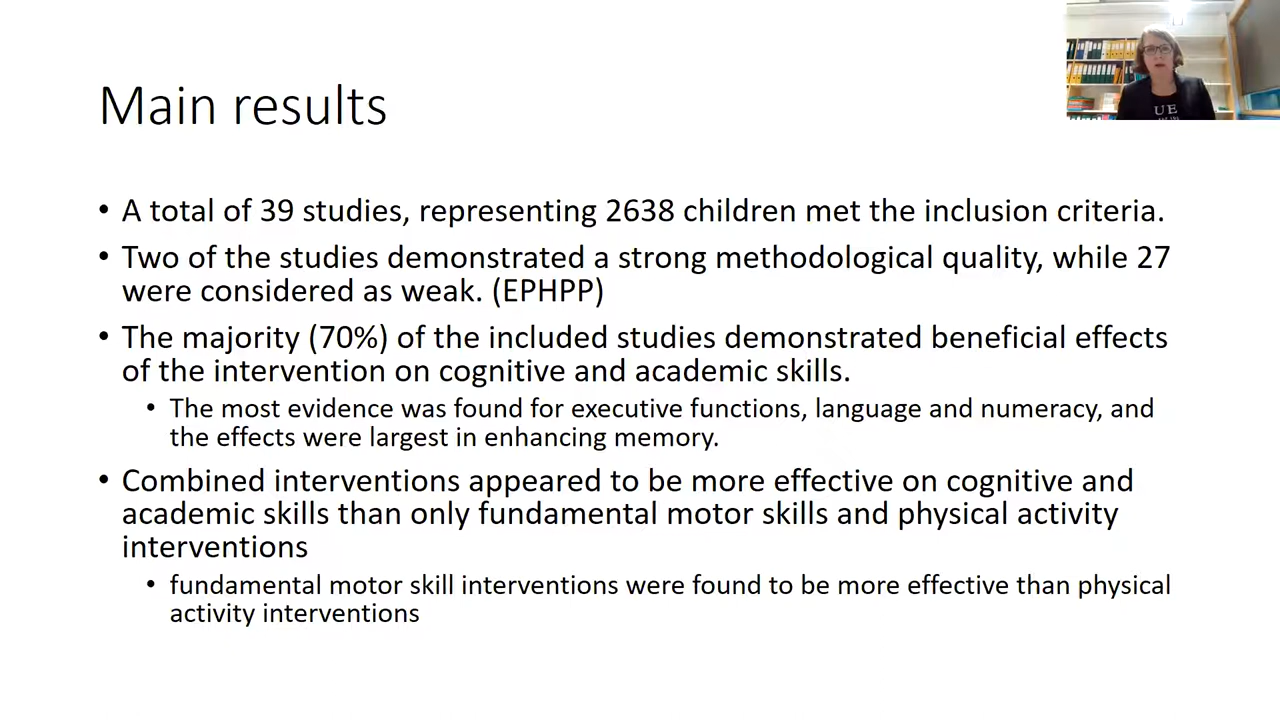 Main results
• A total of 39 studies, representing 2638 children met the inclusion criteria.
• Two of the studies demonstrated a strong methodological quality, while 27
were considered as weak. (EPHPP)
• The majority (70%) of the included studies demonstrated beneficial effects
of the intervention on cognitive and academic skills.
• The most evidence was found for executive functions, language and numeracy, and
the effects were largest in enhancing memory.
• Combined interventions appeared to be more effective on cognitive and
academic skills than only fundamental motor skills and physical activity
interventions
• fundamental motor skill interventions were found to be more effective than physical
activity interventions
UE